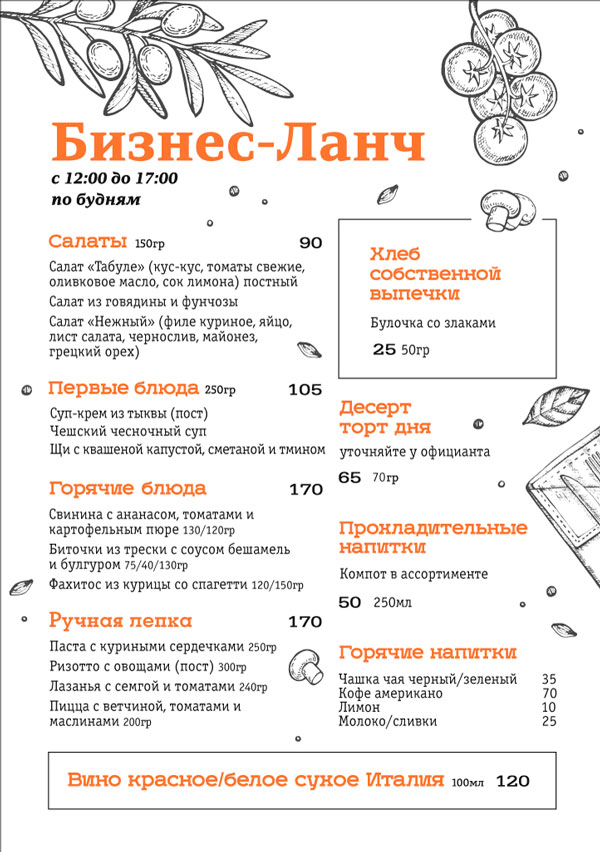 Бизнес-Ланч
с 12:00 до 17:00
по будням
Салаты 150гр 90
Салат «Табуле» (кус-кус, томаты свежие,
оливковое масло, сок лимона) постный
Салат из говядины и фунчозы
Салат «Нежный» (филе куриное, яйцо,
лист салата, чернослив, майонез,
грецкий орех)
Первые блюда 250гр 105
Суп-крем из тыквы (пост)
Чешский чесночный суп
Щи с квашеной капустой, сметаной и тмином
Горячие блюда 170
Свинина с ананасом, томатами и
картофельным пюре 130/120гр
Биточки из трески с соусом бешамель
и булгуром 75/40/130гр
Фахитос из курицы со спагетти 120/150гр
Ручная лепка 170
Паста с куриными сердечками 250гр
Ризотто с овощами (пост) 300гр
Лазанья с семгой и томатами 240гр
Пицца с ветчиной, томатами и
маслинами 200гр
Хлеб
собственной
выпечки
Булочка со злаками
25 50гр
Десерт
торт дня
уточняйте у официанта
65 70гр
Прохладительные
напитки
Компот в ассортименте
50 250мл
Горячие напитки
Чашка чая черный/зеленый 35
Кофе американо 70
Лимон 10
Молоко/сливки 25
Вино красное/белое сухое Италия 100мл 120